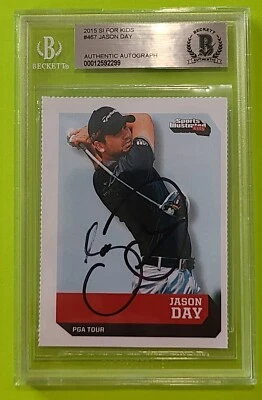 2015 SI FOR KIDS
#467 JASON DAY
AUTHENTIC AUTOGRAPH
00012592299
BECKETT
BECKETT
AUTHENTIC
Sports
Illustrated
KIDS
JASON
DAY
PGA TOUR